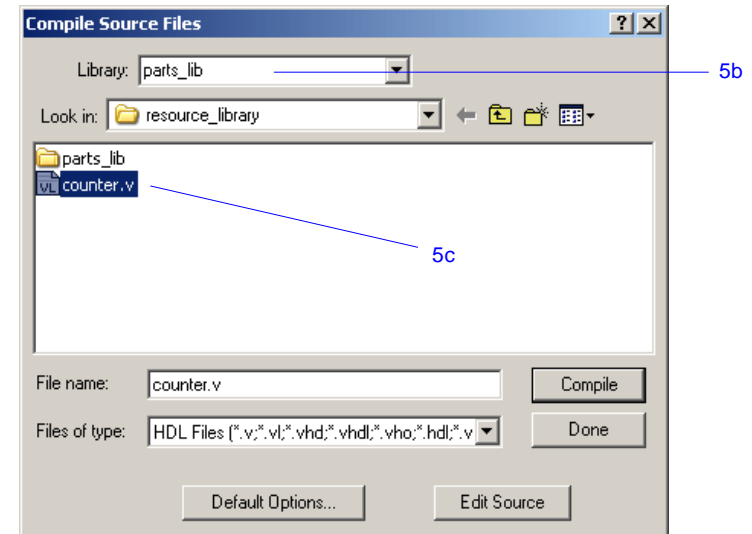 Compile Source Files
Library: parts_lib 5b
Look in: resource_library
parts_lib
counter.v
5c
File name: counter.v Compile
Files of type: HDL Files (*.v;*.vl;*.vhd;*.vhdl;*.vho;*.hdl;*.v Done
Default Options... Edit Source